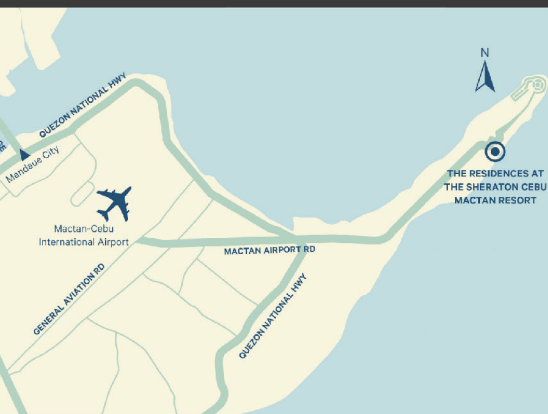 N
QUEZON NATIONAL HWY
Mandaue City
THE RESIDENCES AT
THE SHERATON CEBU
MACTAN RESORT
Mactan-Cebu
International Airport
MACTAN AIRPORT RD
GENERAL AVIATION RD
QUEZON NATIONAL HWY